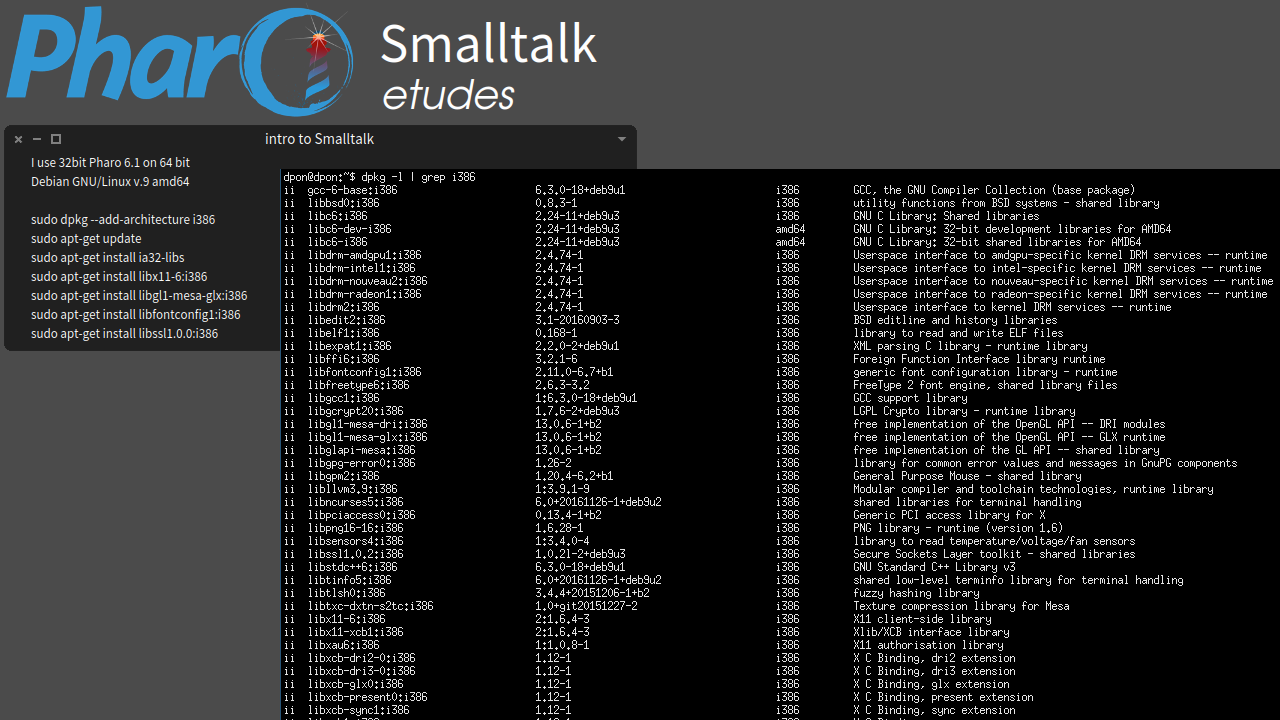 Pharo
Smalltalk
etudes
intro to Smalltalk
I use 32bit Pharo 6.1 on 64 bit
Debian GNU/Linux v.9 amd64
sudo dpkg --add-architecture i386
sudo apt-get update
sudo apt-get install ia32-libs
sudo apt-get install libx11-6:i386
sudo apt-get install libgl1-mesa-glx:i386
sudo apt-get install libfontconfig1:i386
sudo apt-get install libssl1.0.0:i386
dpon@dpon:~$ dpkg -l | grep i386
ii gcc-6-base:i386 6.3.0-18+deb9u1 i386 GCC, the GNU Compiler Collection (base package)
ii libbsd0:i386 0.8.3-1 i386 utility functions from BSD systems - shared library
ii libc6:i386 2.24-11+deb9u3 i386 GNU C Library: Shared libraries
ii libc6-dev-i386 2.24-11+deb9u3 amd64 GNU C Library: 32-bit development libraries for AMD64
ii libc6-i386 2.24-11+deb9u3 amd64 GNU C Library: 32-bit shared libraries for AMD64
ii libdrm-amdgpu1:i386 2.4.74-1 i386 Userspace interface to amdgpu-specific kernel DRM services -- runtime
ii libdrm-intel1:i386 2.4.74-1 i386 Userspace interface to intel-specific kernel DRM services -- runtime
ii libdrm-nouveau2:i386 2.4.74-1 i386 Userspace interface to nouveau-specific kernel DRM services -- runtime
ii libdrm-radeon1:i386 2.4.74-1 i386 Userspace interface to radeon-specific kernel DRM services -- runtime
ii libdrm2:i386 2.4.74-1 i386 Userspace interface to kernel DRM services -- runtime
ii libedit2:i386 3.1-20160903-3 i386 BSD editline and history libraries
ii libelf1:i386 0.168-1 i386 library to read and write ELF files
ii libexpat1:i386 2.2.0-2+deb9u1 i386 XML parsing C library - runtime library
ii libffi6:i386 3.2.1-6 i386 Foreign Function Interface library runtime
ii libfontconfig1:i386 2.11.0-6.7+b1 i386 generic font configuration library - runtime
ii libfreetype6:i386 2.6.3-3.2 i386 FreeType 2 font engine, shared library files
ii libgcc1:i386 1:6.3.0-18+deb9u1 i386 GCC support library
ii libgcrypt20:i386 1.7.6-2+deb9u3 i386 LGPL Crypto library - runtime library
ii libgl1-mesa-dri:i386 13.0.6-1+b2 i386 free implementation of the OpenGL API -- DRI modules
ii libgl1-mesa-glx:i386 13.0.6-1+b2 i386 free implementation of the OpenGL API -- GLX runtime
ii libglapi-mesa:i386 13.0.6-1+b2 i386 free implementation of the GL API -- shared library
ii libgpg-error0:i386 1.26-2 i386 library for common error values and messages in GnuPG components
ii libgpm2:i386 1.20.4-6.2+b1 i386 General Purpose Mouse - shared library
ii libllvm3.9:i386 1:3.9.1-9 i386 Modular compiler and toolchain technologies, runtime library
ii libncurses5:i386 6.0+20161126-1+deb9u2 i386 shared libraries for terminal handling
ii libpciaccess0:i386 0.13.4-1+b2 i386 Generic PCI access library for X
ii libpng16-16:i386 1.6.28-1 i386 PNG library - runtime (version 1.6)
ii libsensors4:i386 1:3.4.0-4 i386 library to read temperature/voltage/fan sensors
ii libssl1.0.2:i386 1.0.2l-2+deb9u3 i386 Secure Sockets Layer toolkit - shared libraries
ii libstdc++6:i386 6.3.0-18+deb9u1 i386 GNU Standard C++ Library v3
ii libtinfo5:i386 6.0+20161126-1+deb9u2 i386 shared low-level terminfo library for terminal handling
ii libtlsh0:i386 3.4.4+20151206-1+b2 i386 fuzzy hashing library
ii libtxc-dxtn-s2tc:i386 1.0+git20151227-2 i386 Texture compression library for Mesa
ii libx11-6:i386 2:1.6.4-3 i386 X11 client-side library
ii libx11-xcb1:i386 2:1.6.4-3 i386 Xlib/XCB interface library
ii libxau6:i386 1:1.0.8-1 i386 X11 authorisation library
ii libxcb-dri2-0:i386 1.12-1 i386 X C Binding, dri2 extension
ii libxcb-dri3-0:i386 1.12-1 i386 X C Binding, dri3 extension
ii libxcb-glx0:i386 1.12-1 i386 X C Binding, glx extension
ii libxcb-present0:i386 1.12-1 i386 X C Binding, present extension
ii libxcb-sync1:i386 1.12-1 i386 X C Binding, sync extension